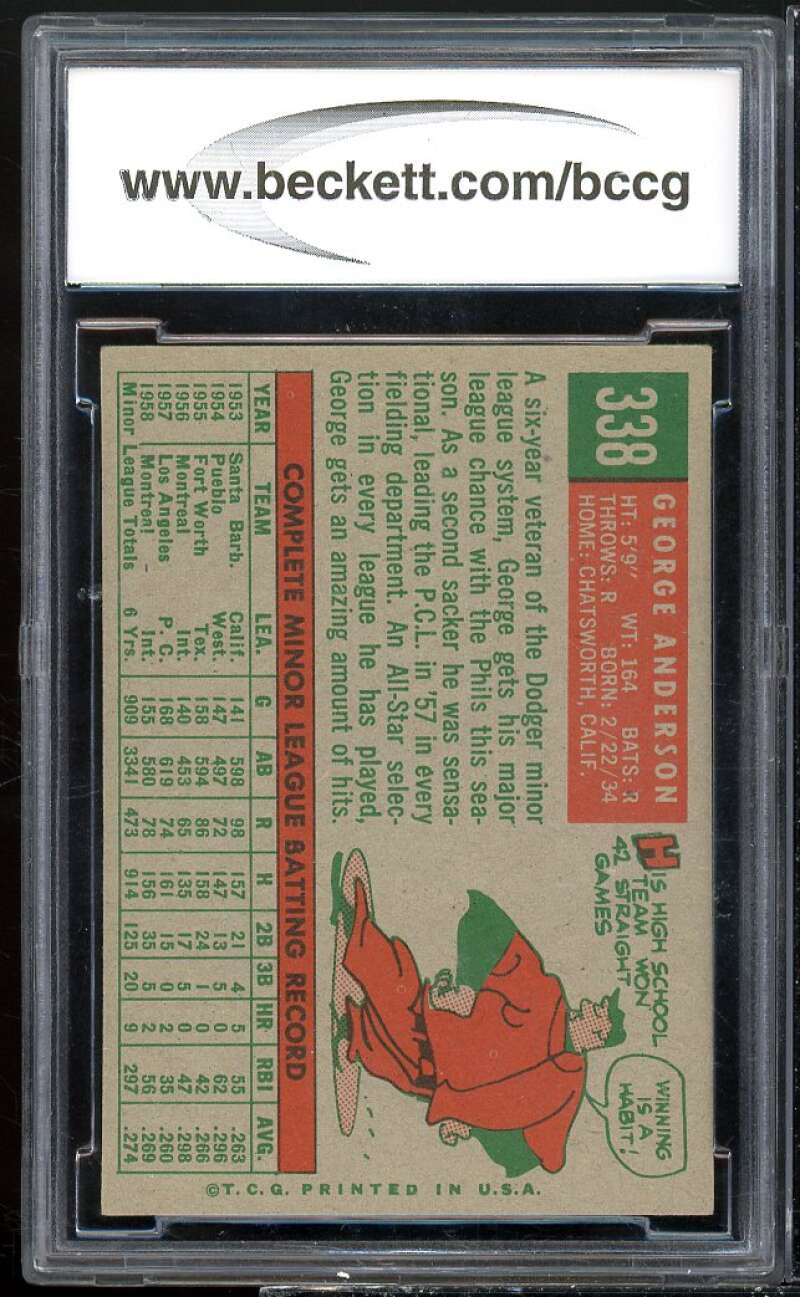 www.beckett.com/bccg
338
GEORGE ANDERSON
HT: 5'9" WT: 164 BATS: R
THROWS: R BORN: 2/22/34
HOME: CHATSWORTH, CALIF.
HIS HIGH SCHOOL
TEAM WON
42 STRAIGHT
GAMES
WINNING
IS A
HABIT!
A six-year veteran of the Dodger minor
league system, George gets his major
league chance with the Phils this sea-
son. As a second sacker he was sensa-
tional, leading the P.C.L. in '57 in every
fielding department. An All-Star selec-
tion in every league he has played,
George gets an amazing amount of hits.
COMPLETE MINOR LEAGUE BATTING RECORD
YEAR TEAM LEA. G AB R H 2B 3B HR RBI AVG.
1953 Santa Barb. Calif. 141 598 98 157 21 4 5 55 .263
1954 Pueblo West. 147 497 72 147 13 5 0 62 .296
1955 Fort Worth Tex. 158 594 86 158 24 1 0 42 .266
1956 Montreal Int. 140 453 65 135 17 5 0 47 .298
1957 Los Angeles P. C. 168 619 74 161 15 0 2 35 .260
1958 Montreal Int. 155 580 78 156 35 5 2 56 .269
Minor League Totals 6 Yrs. 909 3341 473 914 125 20 9 297 .274
©T.C.G. PRINTED IN U.S.A.